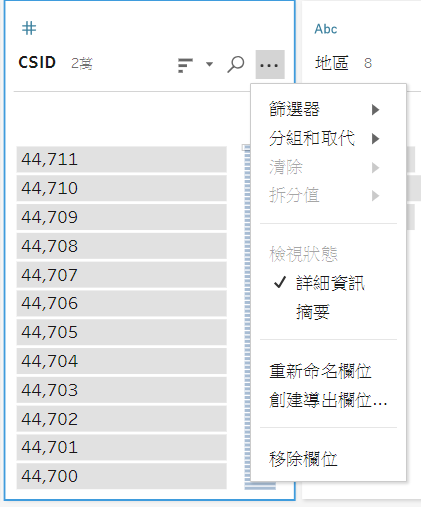 Abc
CSID 2萬
地區 8
篩選器
分組和取代
清除
拆分值
檢視狀態
✓ 詳細資訊
摘要
重新命名欄位
創建導出欄位...
移除欄位
44,711
44,710
44,709
44,708
44,707
44,706
44,705
44,704
44,703
44,702
44,701
44,700